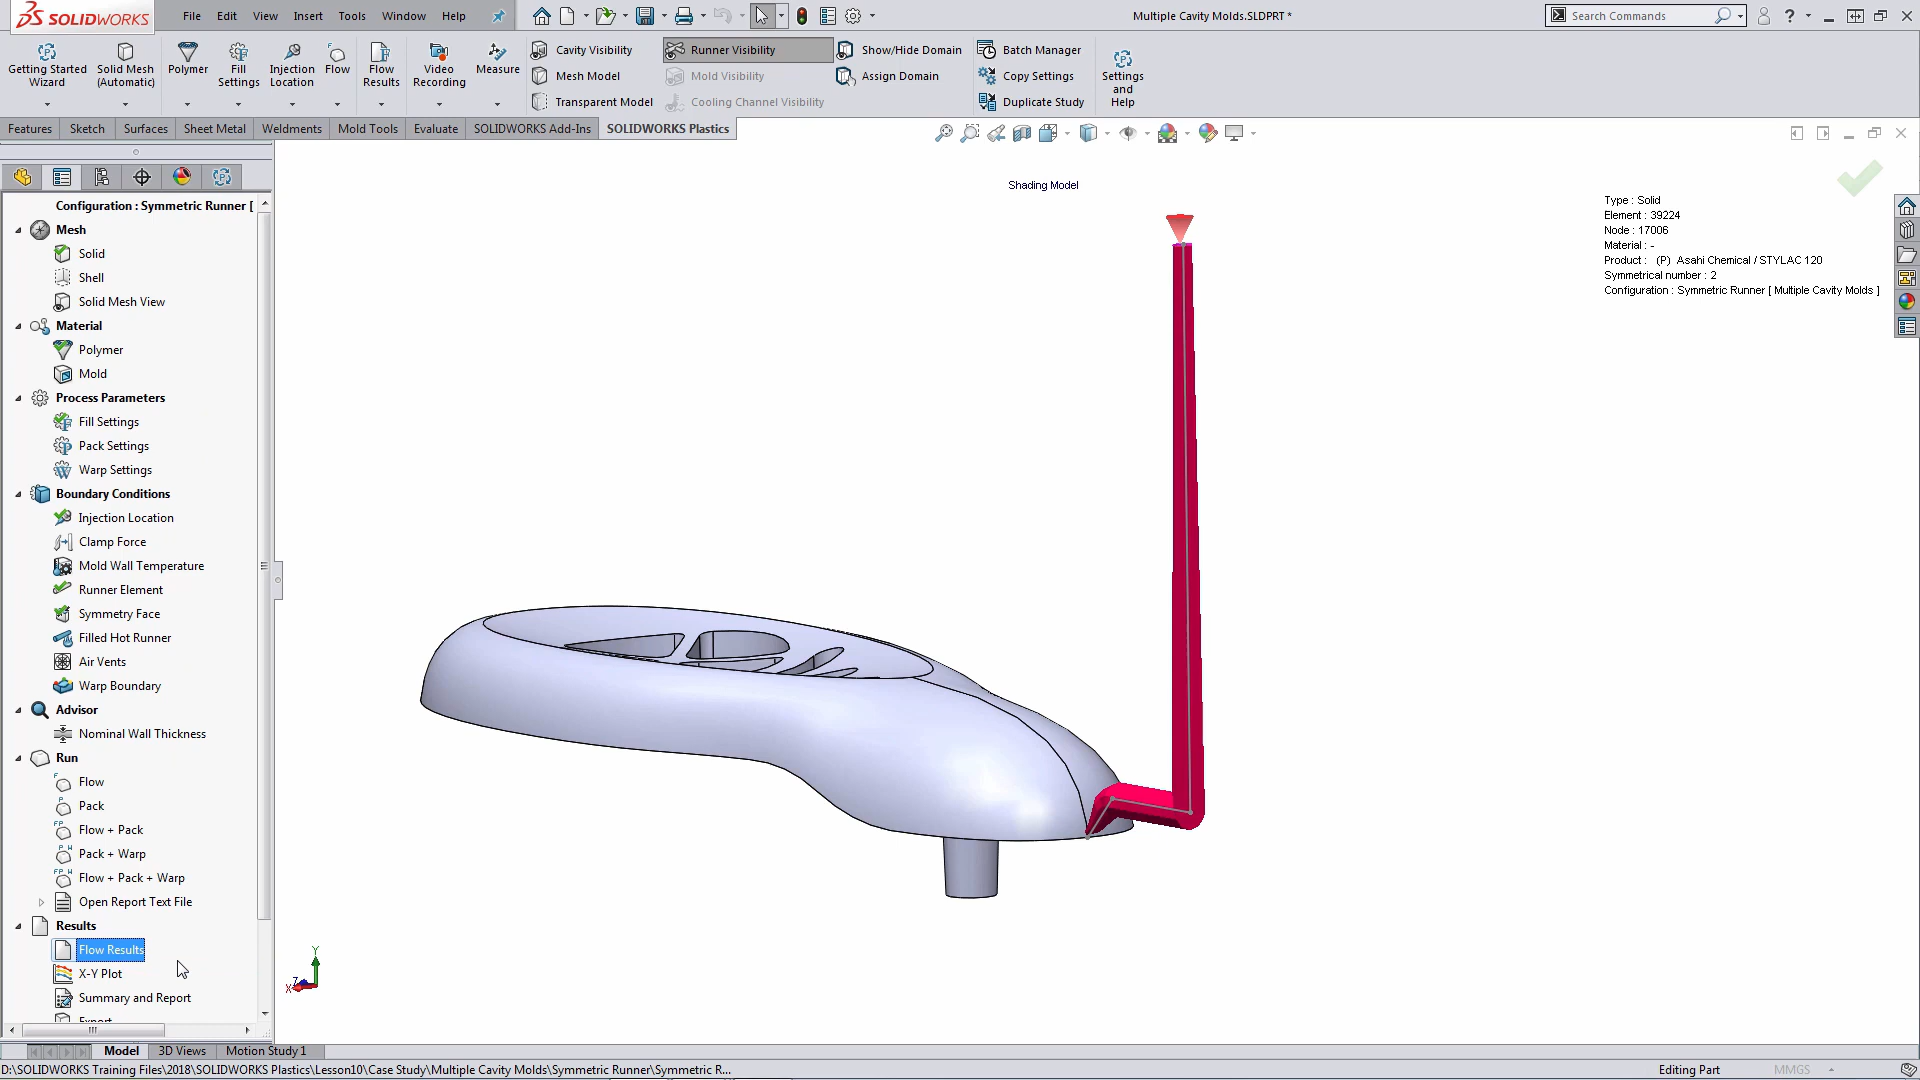 SOLIDWORKS
File Edit View Insert Tools Window Help
Multiple Cavity Molds.SLDPRT *
Search Commands
?
Getting Started Wizard
Solid Mesh (Automatic)
Polymer
Fill Settings
Injection Location
Flow
Flow Results
Video Recording
Measure
Cavity Visibility
Mesh Model
Transparent Model
Runner Visibility
Mold Visibility
Cooling Channel Visibility
Show/Hide Domain
Assign Domain
Batch Manager
Copy Settings
Duplicate Study
Settings and Help
Features Sketch Surfaces Sheet Metal Weldments Mold Tools Evaluate SOLIDWORKS Add-Ins SOLIDWORKS Plastics
Configuration : Symmetric Runner [
Mesh
Solid
Shell
Solid Mesh View
Material
Polymer
Mold
Process Parameters
Fill Settings
Pack Settings
Warp Settings
Boundary Conditions
Injection Location
Clamp Force
Mold Wall Temperature
Runner Element
Symmetry Face
Filled Hot Runner
Air Vents
Warp Boundary
Advisor
Nominal Wall Thickness
Run
Flow
Pack
Flow + Pack
Pack + Warp
Flow + Pack + Warp
Open Report Text File
Results
Flow Results
X-Y Plot
Summary and Report
Export
Shading Model
Type : Solid
Element : 39224
Node : 17006
Material : -
Product : (P) Asahi Chemical / STYLAC 120
Symmetrical number : 2
Configuration : Symmetric Runner [ Multiple Cavity Molds ]
Y
Z
X
Model 3D Views Motion Study 1
D:\SOLIDWORKS Training Files\2018\SOLIDWORKS Plastics\Lesson10\Case Study\Multiple Cavity Molds\Symmetric Runner\Symmetric R...
Editing Part
MMGS